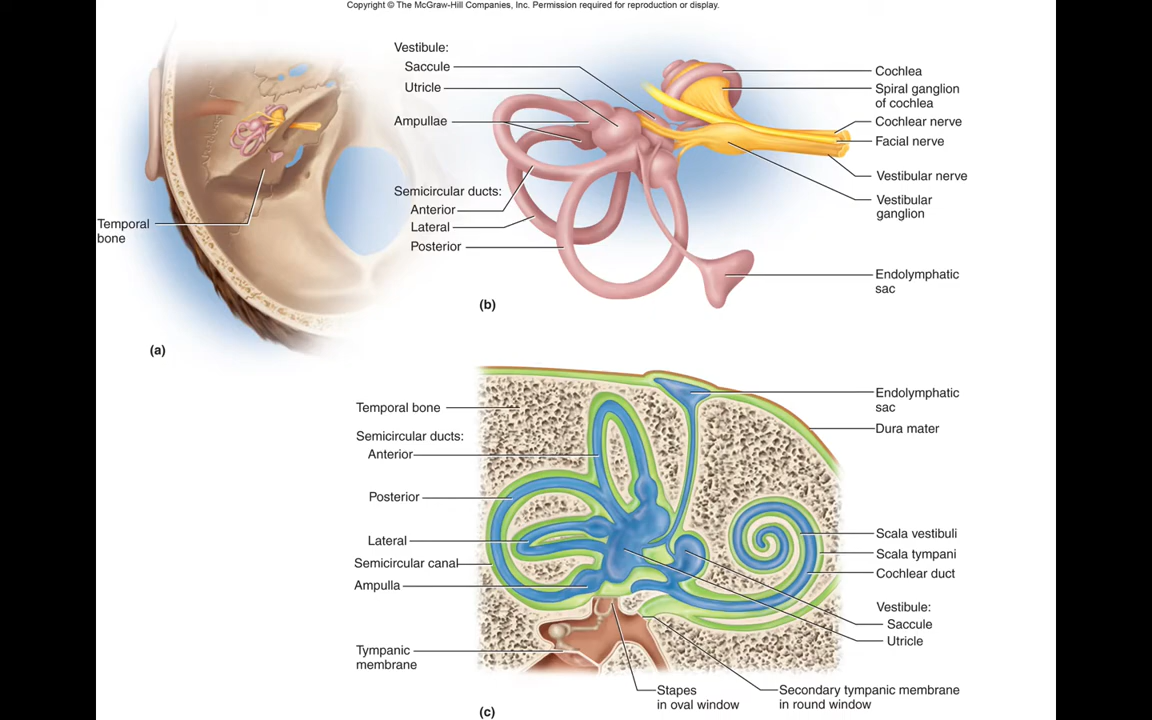 Copyright © The McGraw-Hill Companies, Inc. Permission required for reproduction or display.
Vestibule:
Saccule
Utricle
Ampullae
Semicircular ducts:
Anterior
Lateral
Posterior
Cochlea
Spiral ganglion
of cochlea
Cochlear nerve
Facial nerve
Vestibular nerve
Vestibular
ganglion
Endolymphatic
sac
Temporal
bone
(a)
(b)
Temporal bone
Semicircular ducts:
Anterior
Posterior
Lateral
Semicircular canal
Ampulla
Tympanic
membrane
Endolymphatic
sac
Dura mater
Scala vestibuli
Scala tympani
Cochlear duct
Vestibule:
Saccule
Utricle
Stapes
in oval window
Secondary tympanic membrane
in round window
(c)